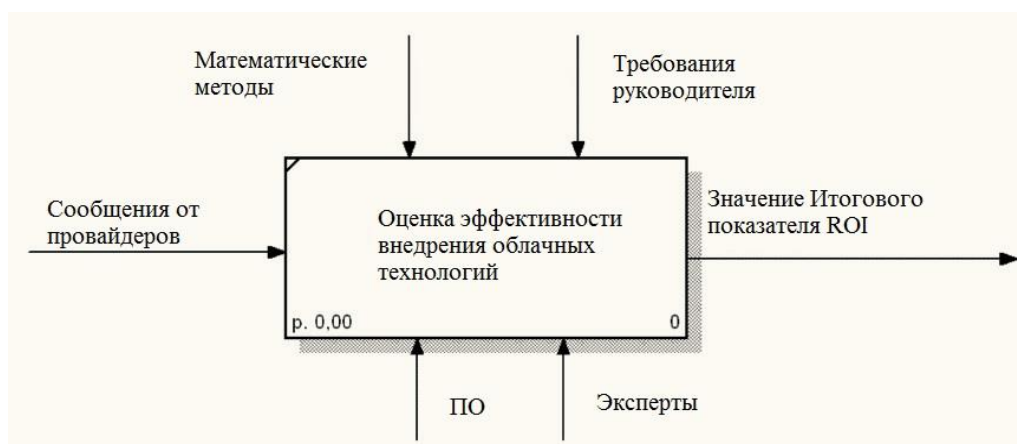 Математические
методы
Требования
руководителя
Сообщения от
провайдеров
Оценка эффективности
внедрения облачных
технологий
Значение Итогового
показателя ROI
р. 0,00
0
ПО
Эксперты